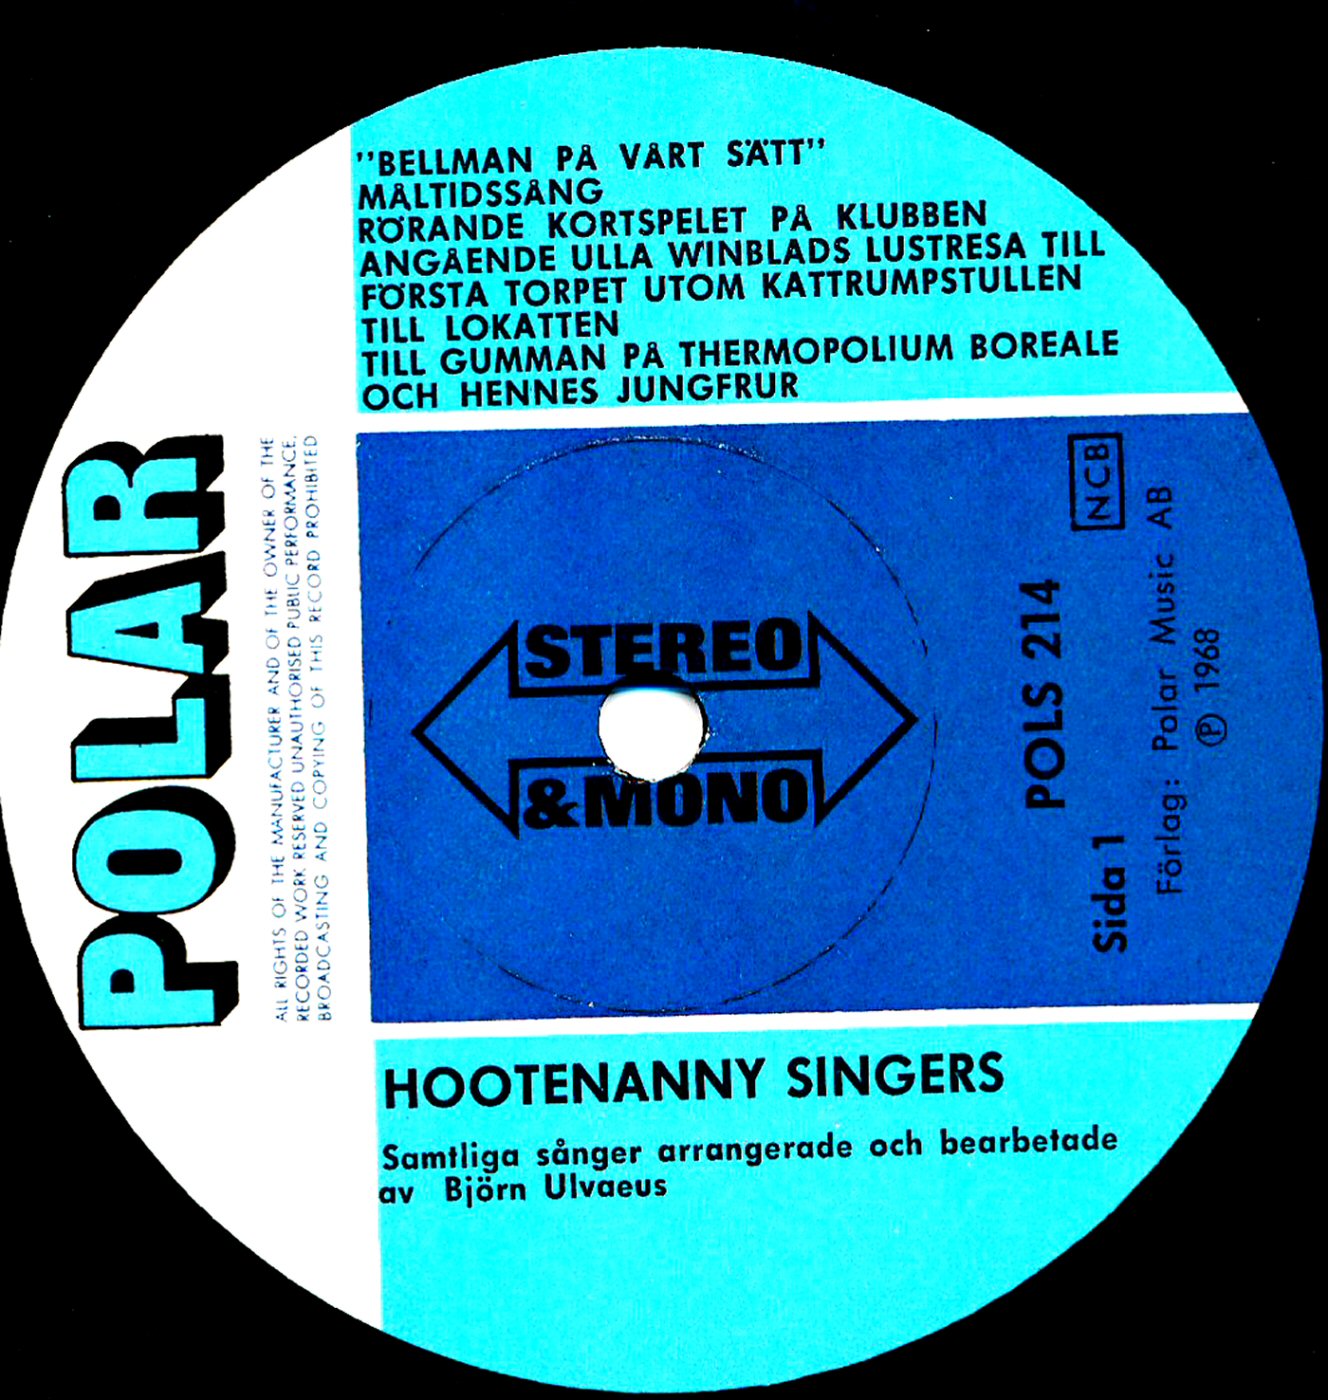 "BELLMAN PÅ VÅRT SÄTT"
MÅLTIDSSÅNG
RÖRANDE KORTSPELET PÅ KLUBBEN
ANGÅENDE ULLA WINBLADS LUSTRESA TILL
FÖRSTA TORPET UTOM KATTRUMPSTULLEN
TILL LOKATTEN
TILL GUMMAN PÅ THERMOPOLIUM BOREALE
OCH HENNES JUNGFRUR
POLAR
ALL RIGHTS OF THE MANUFACTURER AND OF THE OWNER OF THE
RECORDED WORK RESERVED UNAUTHORISED PUBLIC PERFORMANCE,
BROADCASTING AND COPYING OF THIS RECORD PROHIBITED
STEREO
& MONO
POLS 214
Sida 1
NCB
Förlag: Polar Music AB
Ⓟ 1968
HOOTENANNY SINGERS
Samtliga sånger arrangerade och bearbetade
av Björn Ulvaeus